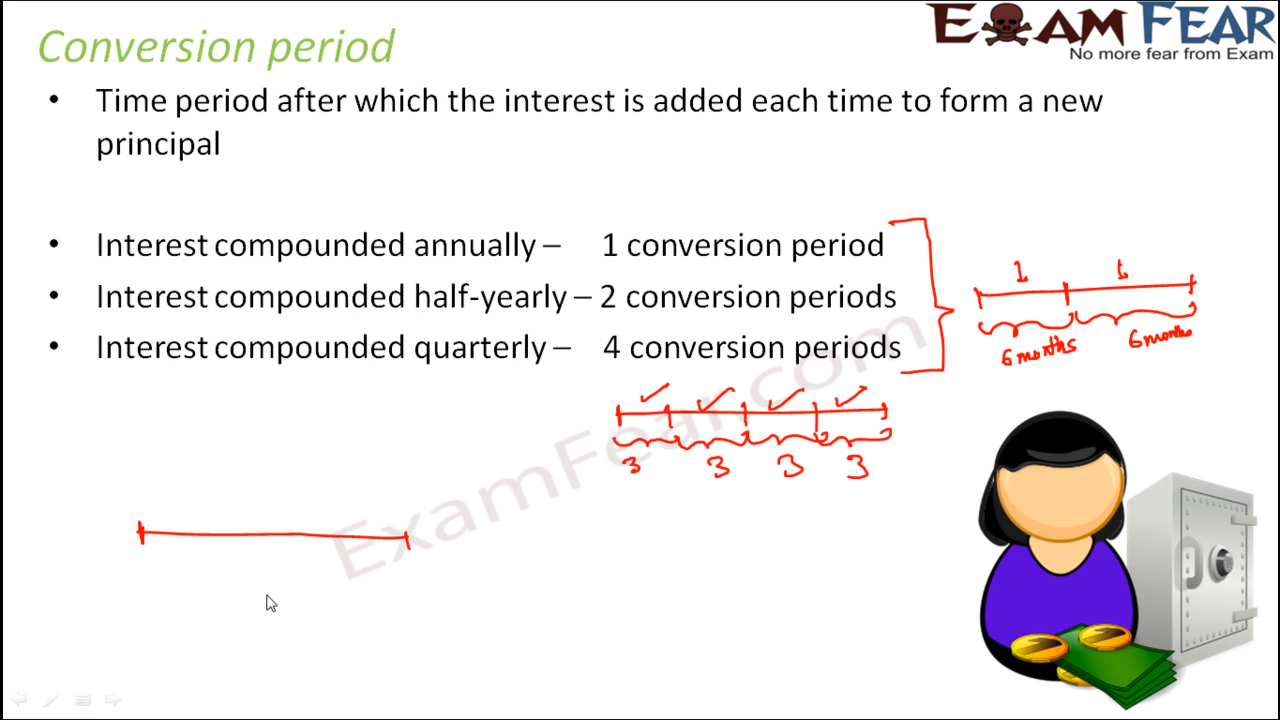 Conversion period
EXAM FEAR
No more fear from Exam
• Time period after which the interest is added each time to form a new
principal
• Interest compounded annually – 1 conversion period
• Interest compounded half-yearly – 2 conversion periods
• Interest compounded quarterly – 4 conversion periods
1 1
6 months 6 months
3 3 3 3
ExamFear.com